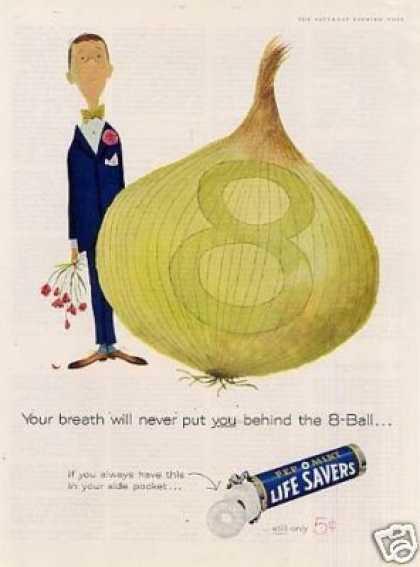 THE SATURDAY EVENING POST
8
Your breath will never put you behind the 8-Ball...
if you always have this
in your side pocket...
PEP O MINT
LIFE SAVERS
still only 5¢
eBay